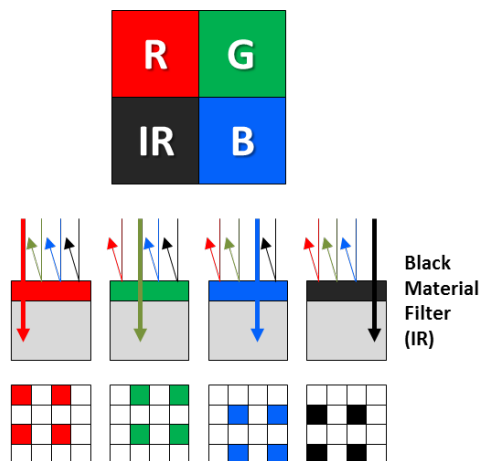 R
G
IR
B
Black
Material
Filter
(IR)